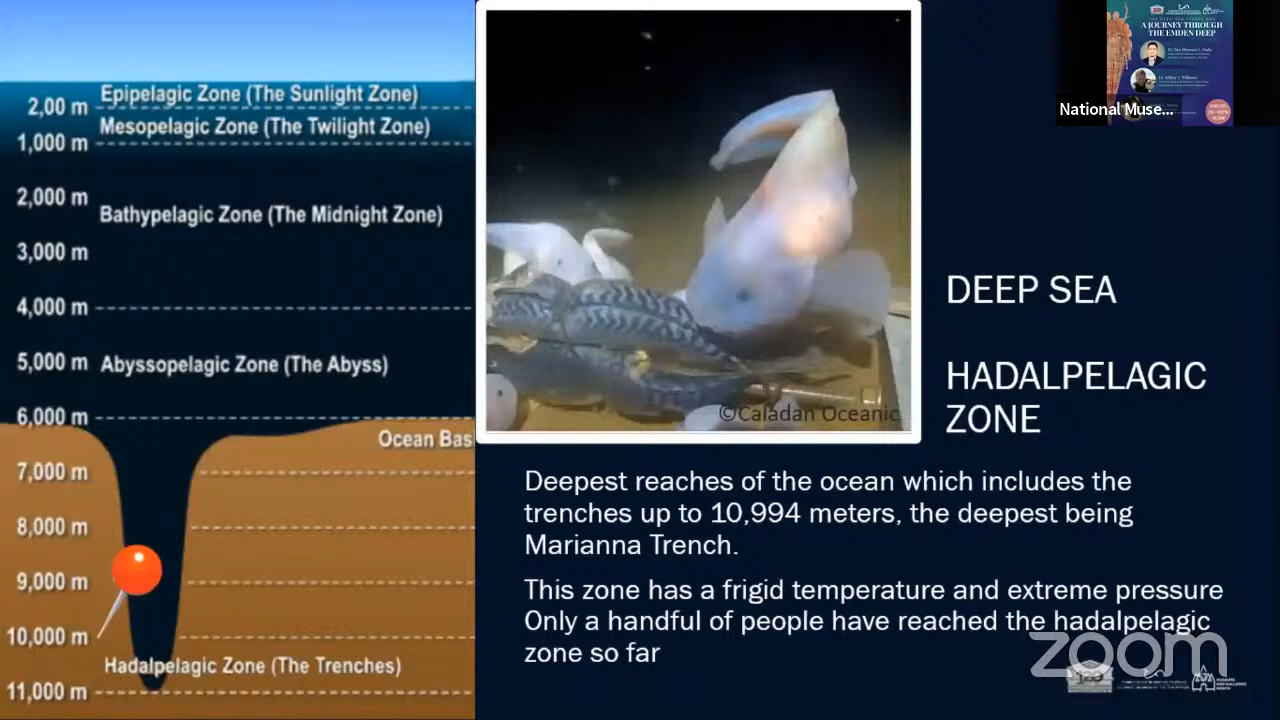 Epipelagic Zone (The Sunlight Zone)
2,00 m
Mesopelagic Zone (The Twilight Zone)
1,000 m
2,000 m
Bathypelagic Zone (The Midnight Zone)
3,000 m
4,000 m
5,000 m
Abyssopelagic Zone (The Abyss)
6,000 m
Ocean Bas
7,000 m
8,000 m
9,000 m
10,000 m
Hadalpelagic Zone (The Trenches)
11,000 m
©Caladan Oceanic
A JOURNEY THROUGH
THE EMDEN DEEP
National Muse...
DEEP SEA
HADALPELAGIC
ZONE
Deepest reaches of the ocean which includes the
trenches up to 10,994 meters, the deepest being
Marianna Trench.
This zone has a frigid temperature and extreme pressure
Only a handful of people have reached the hadalpelagic
zone so far
zoom